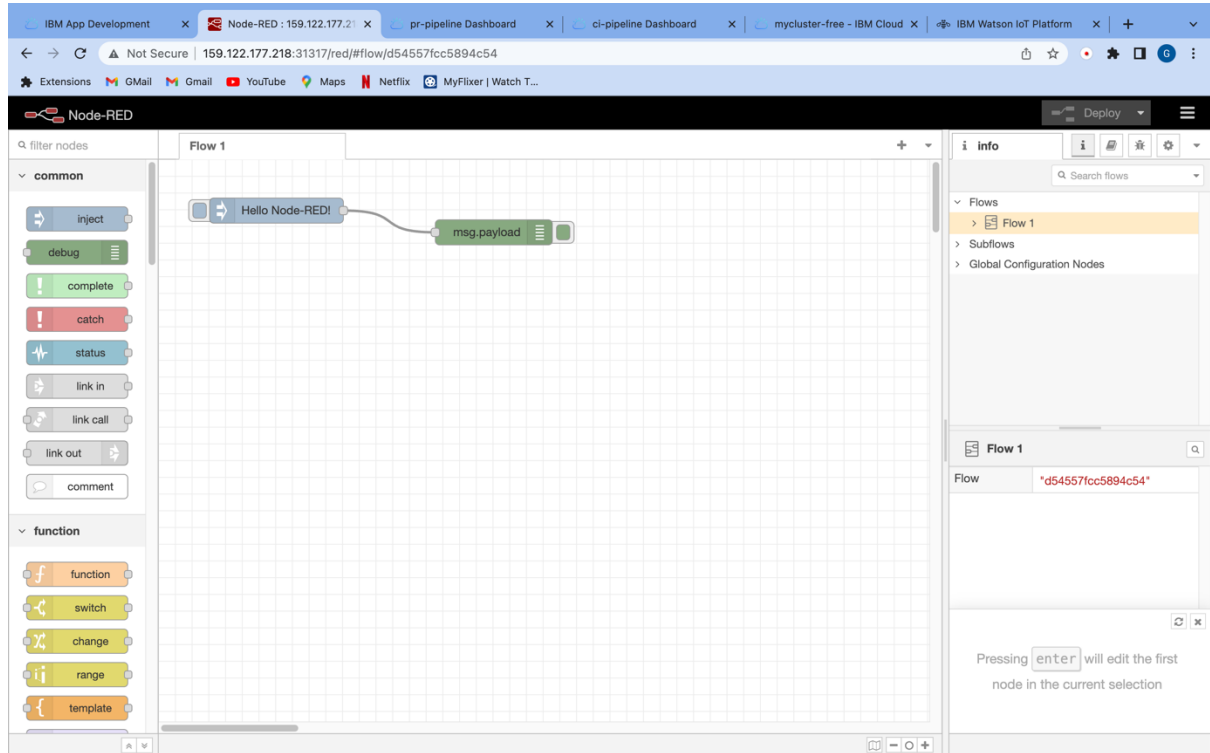 IBM App Development
Node-RED : 159.122.177.21
pr-pipeline Dashboard
ci-pipeline Dashboard
mycluster-free - IBM Cloud
IBM Watson IoT Platform
Not Secure 159.122.177.218:31317/red/#flow/d54557fcc5894c54
G
Extensions GMail Gmail YouTube Maps Netflix MyFlixer | Watch T...
Node-RED
Deploy
filter nodes
Flow 1
i info
i
Search flows
common
inject
debug
complete
catch
status
link in
link call
link out
comment
function
function
switch
change
range
template
Hello Node-RED!
msg.payload
Flows
Flow 1
Subflows
Global Configuration Nodes
Flow 1
Flow "d54557fcc5894c54"
Pressing enter will edit the first
node in the current selection